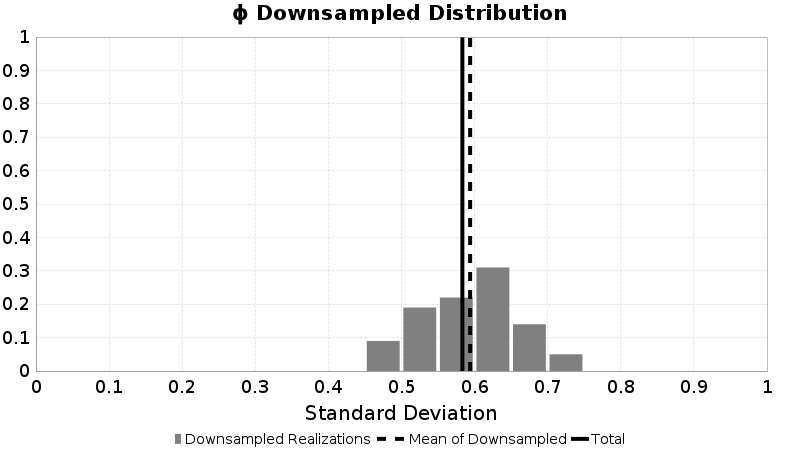 ϕ Downsampled Distribution
1
0.9
0.8
0.7
0.6
0.5
0.4
0.3
0.2
0.1
0
0 0.1 0.2 0.3 0.4 0.5 0.6 0.7 0.8 0.9 1
Standard Deviation
Downsampled Realizations Mean of Downsampled Total